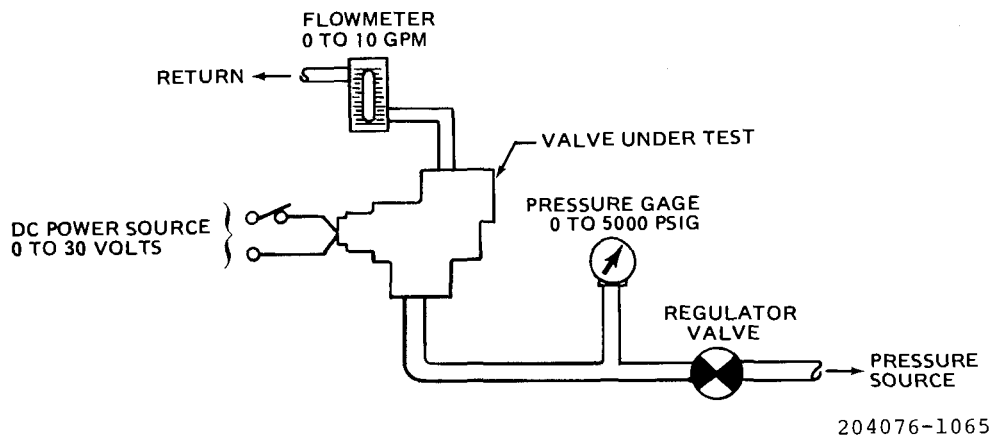 FLOWMETER
0 TO 10 GPM
RETURN
VALVE UNDER TEST
PRESSURE GAGE
0 TO 5000 PSIG
DC POWER SOURCE
0 TO 30 VOLTS
REGULATOR
VALVE
PRESSURE
SOURCE
204076-1065